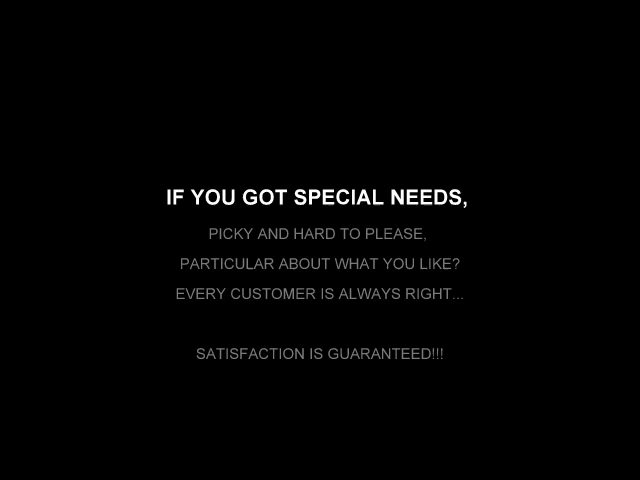 IF YOU GOT SPECIAL NEEDS,
PICKY AND HARD TO PLEASE,
PARTICULAR ABOUT WHAT YOU LIKE?
EVERY CUSTOMER IS ALWAYS RIGHT...
SATISFACTION IS GUARANTEED!!!